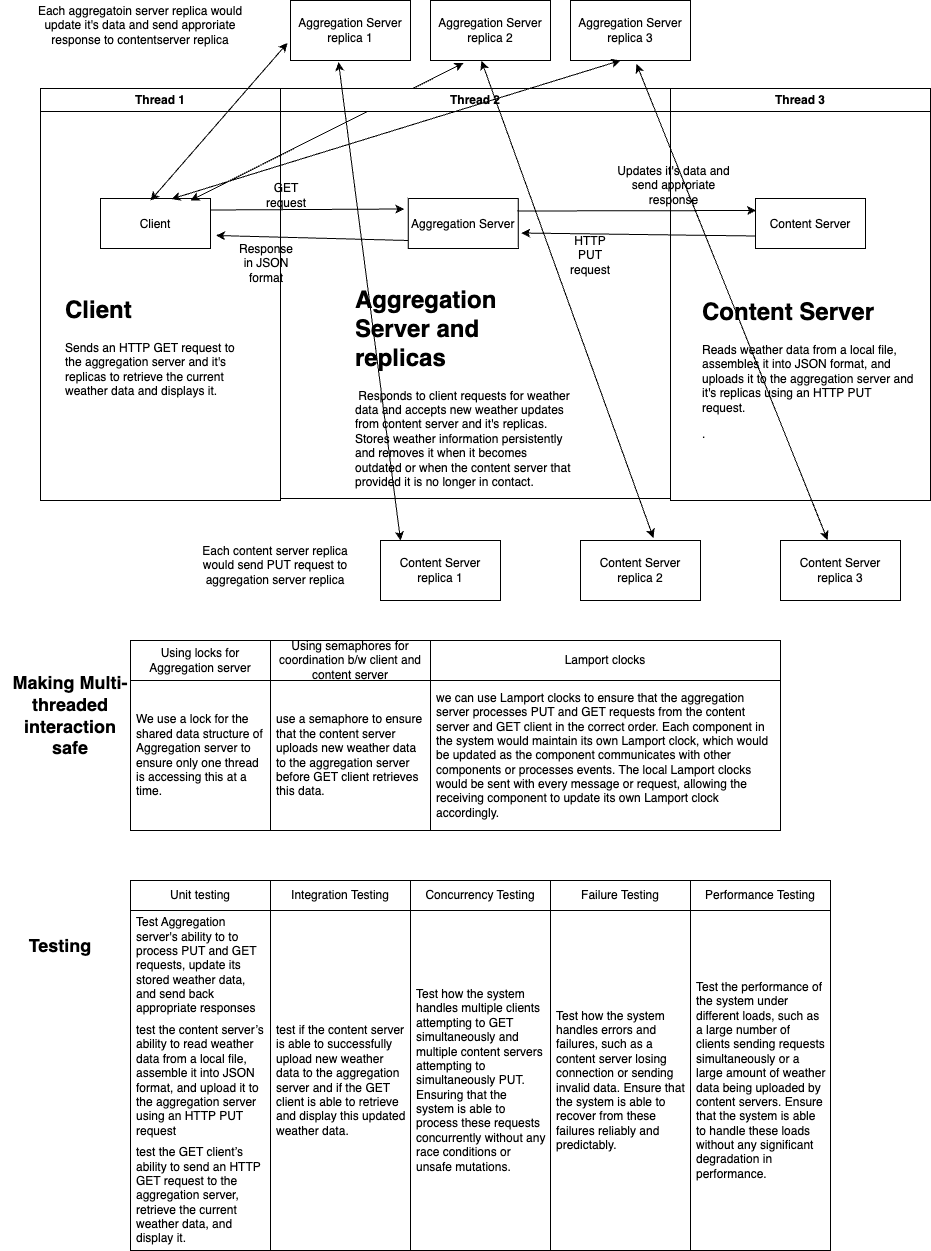 Each aggregatoin server replica would
update it's data and send approriate
response to contentserver replica
Aggregation Server
replica 1
Aggregation Server
replica 2
Aggregation Server
replica 3
Thread 1
Thread 2
Thread 3
GET
request
Updates it's data and
send approriate
response
Client
Aggregation Server
Content Server
Response
in JSON
format
HTTP
PUT
request
Client
Sends an HTTP GET request to
the aggregation server and it's
replicas to retrieve the current
weather data and displays it.
Aggregation
Server and
replicas
Responds to client requests for weather
data and accepts new weather updates
from content server and it's replicas.
Stores weather information persistently
and removes it when it becomes
outdated or when the content server that
provided it is no longer in contact.
Content Server
Reads weather data from a local file,
assembles it into JSON format, and
uploads it to the aggregation server and
it's replicas using an HTTP PUT
request.
.
Each content server replica
would send PUT request to
aggregation server replica
Content Server
replica 1
Content Server
replica 2
Content Server
replica 3
Making Multi-
threaded
interaction
safe
Using locks for
Aggregation server
Using semaphores for
coordination b/w client and
content server
Lamport clocks
We use a lock for the
shared data structure of
Aggregation server to
ensure only one thread
is accessing this at a
time.
use a semaphore to ensure
that the content server
uploads new weather data
to the aggregation server
before GET client retrieves
this data.
we can use Lamport clocks to ensure that the aggregation
server processes PUT and GET requests from the content
server and GET client in the correct order. Each component in
the system would maintain its own Lamport clock, which would
be updated as the component communicates with other
components or processes events. The local Lamport clocks
would be sent with every message or request, allowing the
receiving component to update its own Lamport clock
accordingly.
Testing
Unit testing
Integration Testing
Concurrency Testing
Failure Testing
Performance Testing
Test Aggregation
server's ability to to
process PUT and GET
requests, update its
stored weather data,
and send back
appropriate responses
test the content server's
ability to read weather
data from a local file,
assemble it into JSON
format, and upload it to
the aggregation server
using an HTTP PUT
request
test the GET client's
ability to send an HTTP
GET request to the
aggregation server,
retrieve the current
weather data, and
display it.
test if the content server
is able to successfully
upload new weather
data to the aggregation
server and if the GET
client is able to retrieve
and display this updated
weather data.
Test how the system
handles multiple clients
attempting to GET
simultaneously and
multiple content servers
attempting to
simultaneously PUT.
Ensuring that the
system is able to
process these requests
concurrently without any
race conditions or
unsafe mutations.
Test how the system
handles errors and
failures, such as a
content server losing
connection or sending
invalid data. Ensure that
the system is able to
recover from these
failures reliably and
predictably.
Test the performance of
the system under
different loads, such as
a large number of
clients sending requests
simultaneously or a
large amount of weather
data being uploaded by
content servers. Ensure
that the system is able
to handle these loads
without any significant
degradation in
performance.